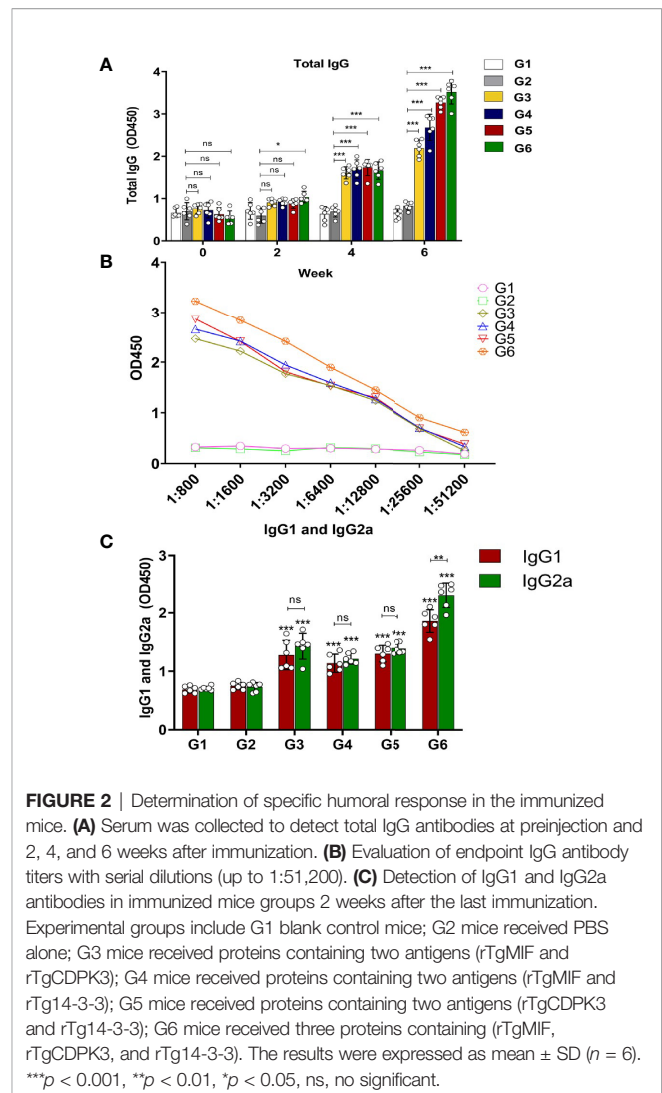 A
Total IgG
Total IgG (OD450)
4
3
2
1
0
***
***
***
***
***
***
***
***
ns
ns
ns
ns
*
ns
ns
ns
0
2
4
6
G1
G2
G3
G4
G5
G6
B
Week
OD450
4
3
2
1
0
1:800
1:1600
1:3200
1:6400
1:12800
1:25600
1:51200
G1
G2
G3
G4
G5
G6
IgG1 and IgG2a
C
IgG1 and IgG2a (OD450)
3
2
1
0
ns
ns
ns
**
***
***
***
***
***
***
***
***
G1
G2
G3
G4
G5
G6
IgG1
IgG2a
FIGURE 2 | Determination of specific humoral response in the immunized
mice. (A) Serum was collected to detect total IgG antibodies at preinjection and
2, 4, and 6 weeks after immunization. (B) Evaluation of endpoint IgG antibody
titers with serial dilutions (up to 1:51,200). (C) Detection of IgG1 and IgG2a
antibodies in immunized mice groups 2 weeks after the last immunization.
Experimental groups include G1 blank control mice; G2 mice received PBS
alone; G3 mice received proteins containing two antigens (rTgMIF and
rTgCDPK3); G4 mice received proteins containing two antigens (rTgMIF and
rTg14-3-3); G5 mice received proteins containing two antigens (rTgCDPK3
and rTg14-3-3); G6 mice received three proteins containing (rTgMIF,
rTgCDPK3, and rTg14-3-3). The results were expressed as mean ± SD (n = 6).
***p < 0.001, **p < 0.01, *p < 0.05, ns, no significant.